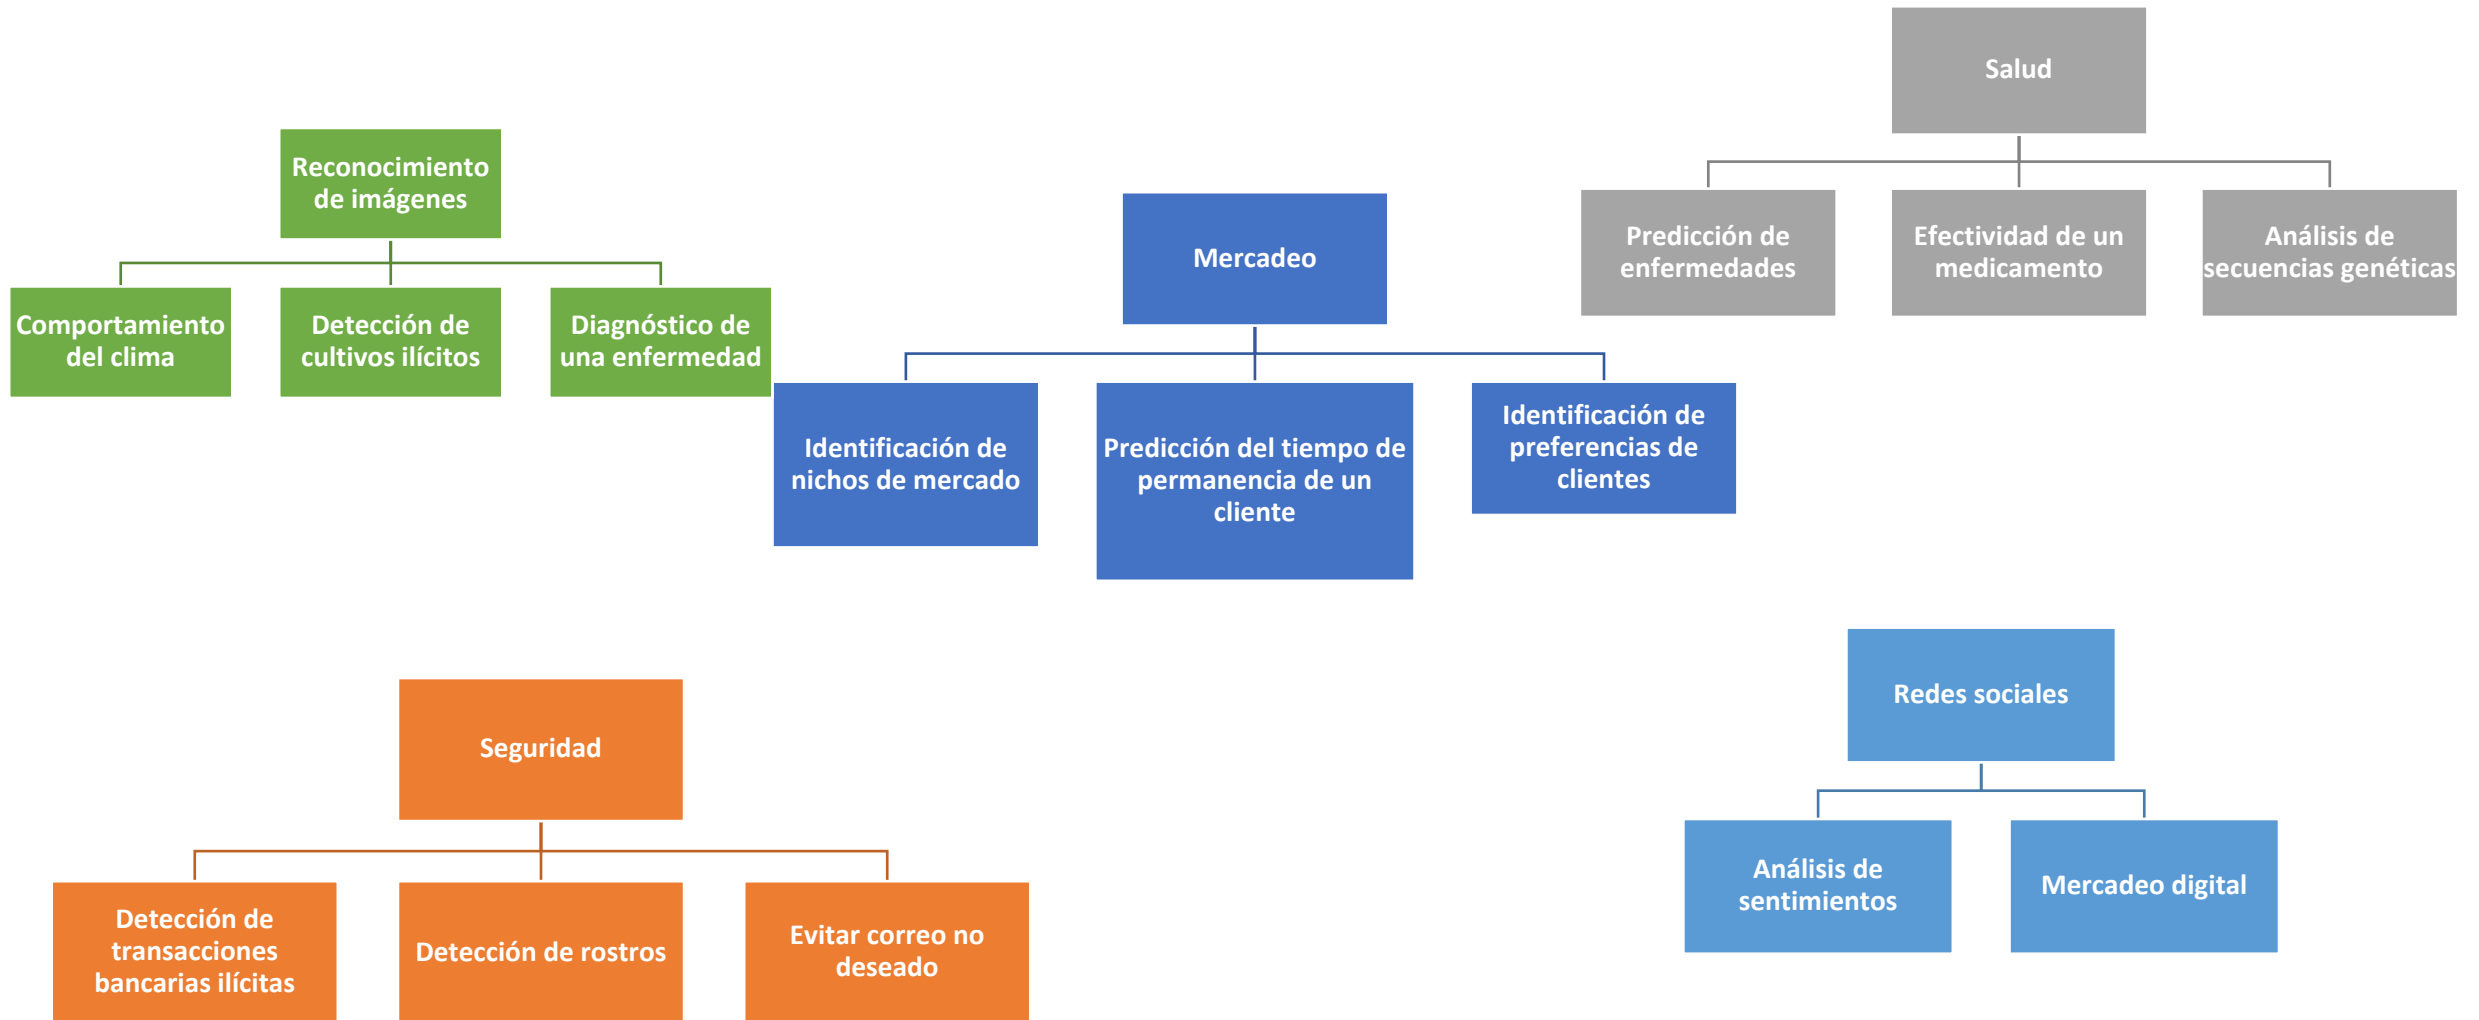 Reconocimiento
de imágenes
Comportamiento
del clima
Detección de
cultivos ilícitos
Diagnóstico de
una enfermedad
Mercadeo
Identificación de
nichos de mercado
Predicción del tiempo de
permanencia de un
cliente
Identificación de
preferencias de
clientes
Salud
Predicción de
enfermedades
Efectividad de un
medicamento
Análisis de
secuencias genéticas
Seguridad
Detección de
transacciones
bancarias ilícitas
Detección de rostros
Evitar correo no
deseado
Redes sociales
Análisis de
sentimientos
Mercadeo digital